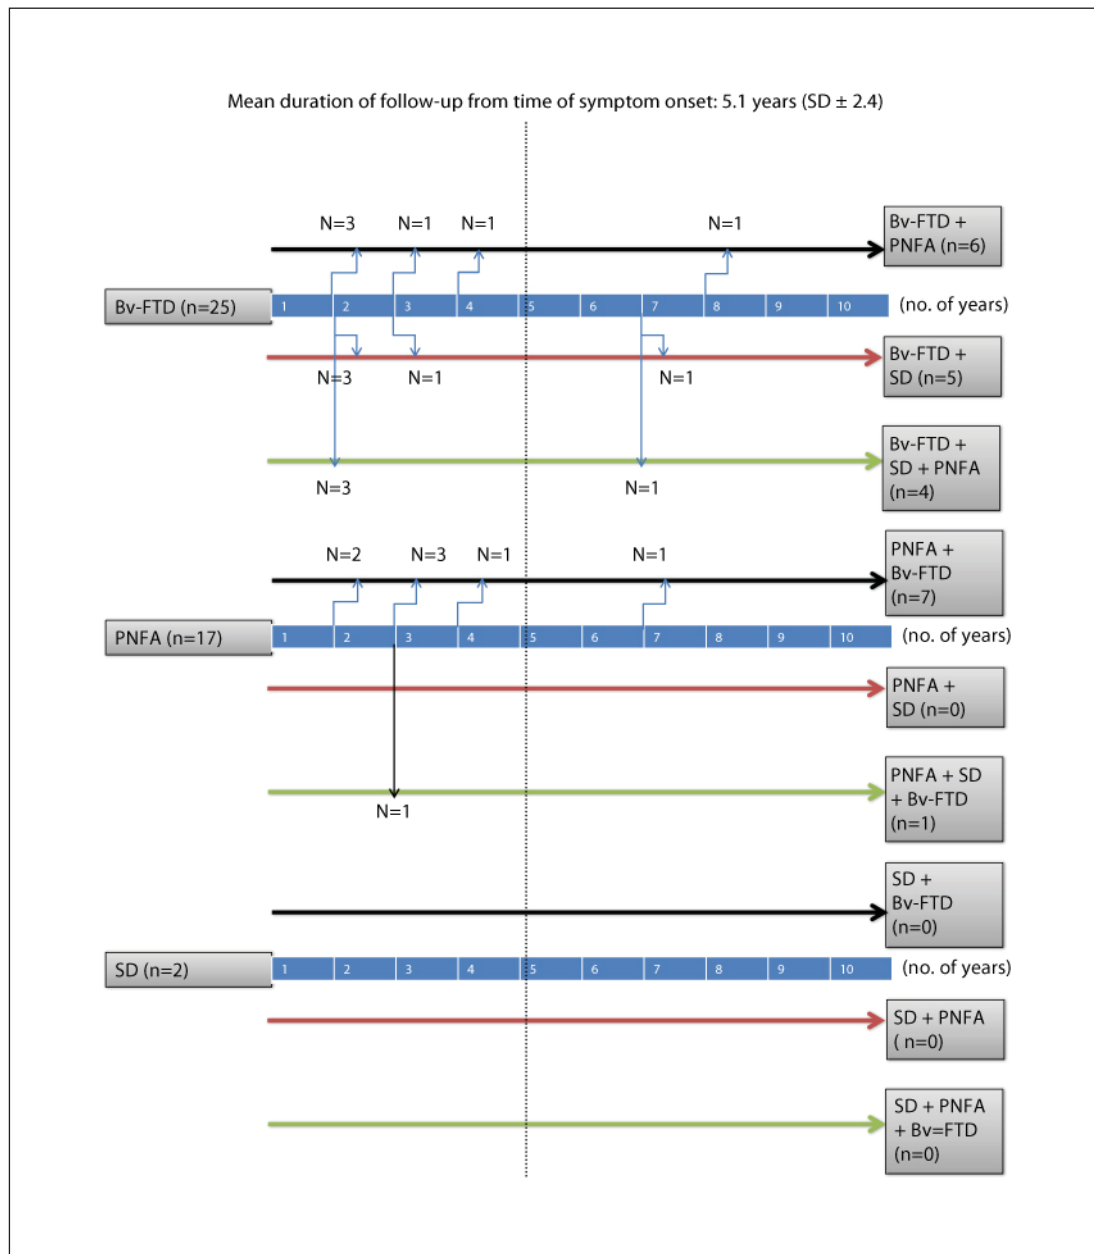 Mean duration of follow-up from time of symptom onset: 5.1 years (SD ± 2.4)
N=3
N=1
N=1
N=1
Bv-FTD +
PNFA (n=6)
Bv-FTD (n=25)
1 2 3 4 5 6 7 8 9 10
(no. of years)
N=3
N=1
N=1
Bv-FTD +
SD (n=5)
N=3
N=1
Bv-FTD +
SD + PNFA
(n=4)
N=2
N=3
N=1
N=1
PNFA +
Bv-FTD
(n=7)
PNFA (n=17)
1 2 3 4 5 6 7 8 9 10
(no. of years)
PNFA +
SD (n=0)
N=1
PNFA + SD
+ Bv-FTD
(n=1)
SD +
Bv-FTD
(n=0)
SD (n=2)
1 2 3 4 5 6 7 8 9 10
(no. of years)
SD + PNFA
( n=0)
SD + PNFA
+ Bv=FTD
(n=0)